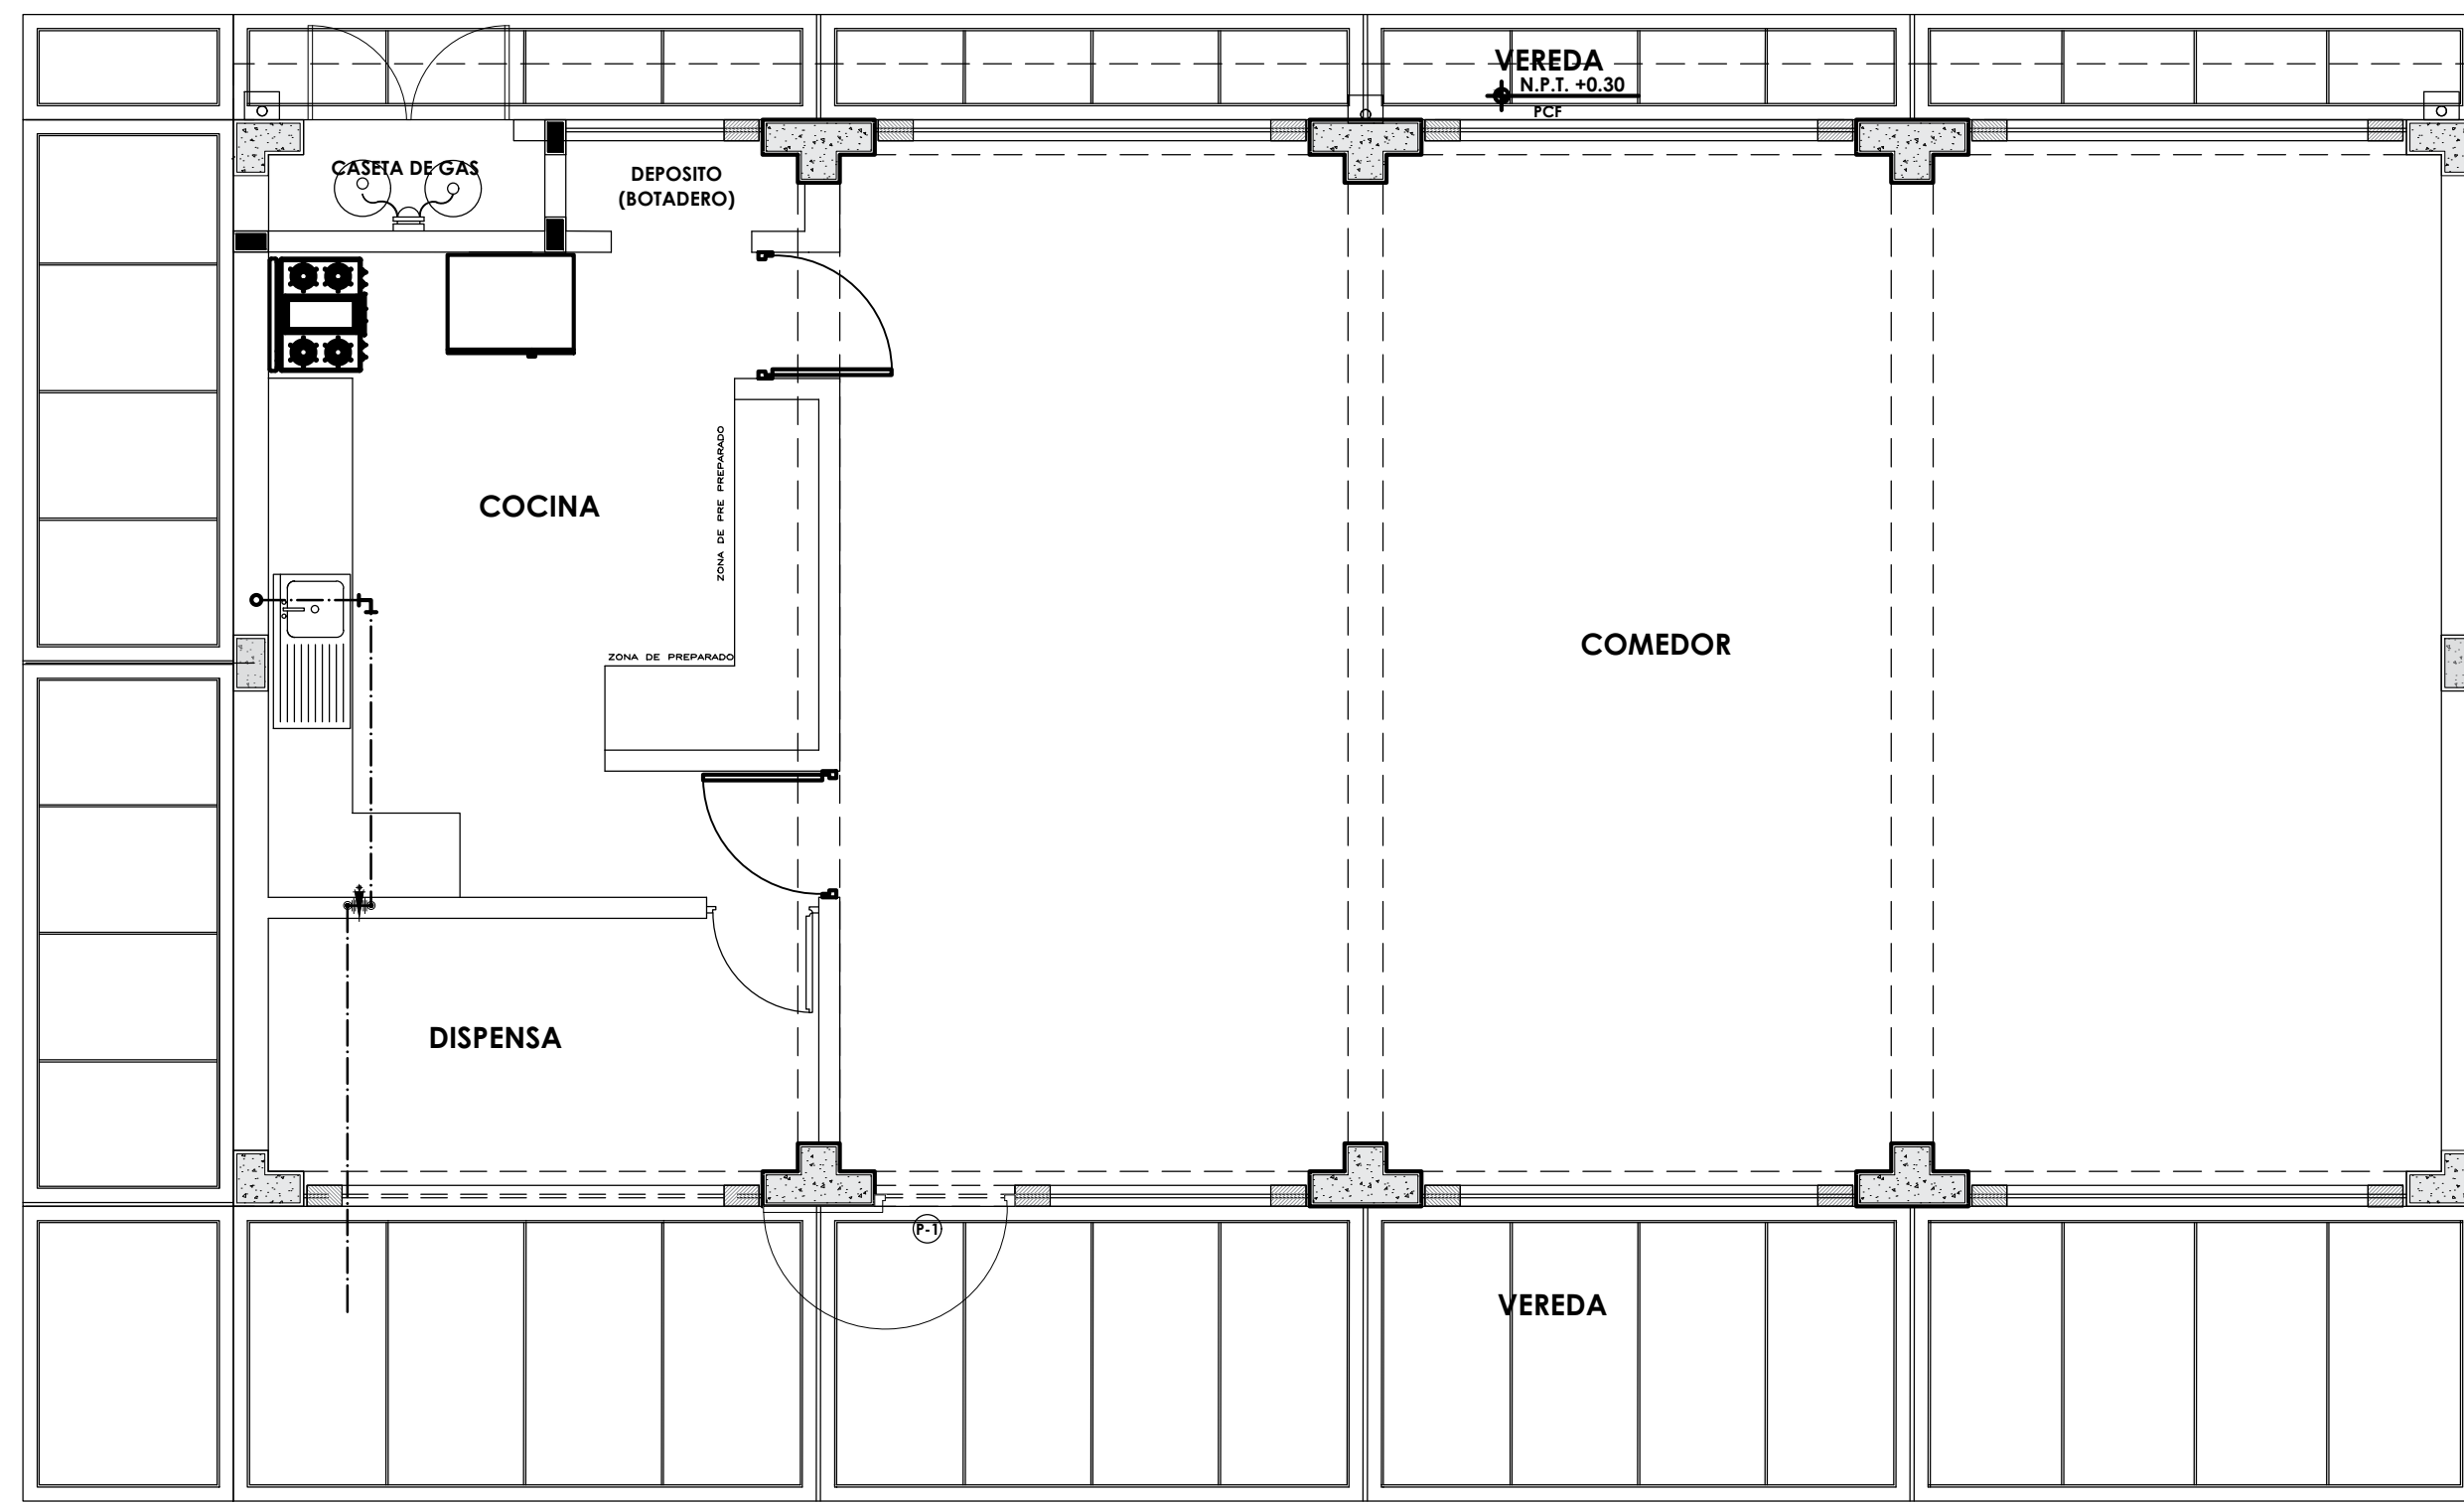 VEREDA
N.P.T. +0.30
PCF
CASETA DE GAS
DEPOSITO
(BOTADERO)
ZONA DE PRE PREPARADO
COCINA
COMEDOR
ZONA DE PREPARADO
DISPENSA
P-1
VEREDA